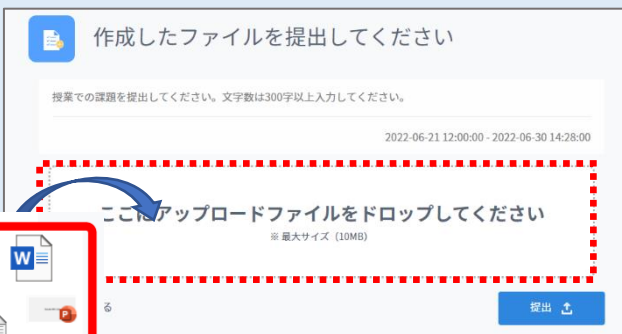 作成したファイルを提出してください
授業での課題を提出してください。文字数は300字以上入力してください。
2022-06-21 12:00:00 - 2022-06-30 14:28:00
ここにアップロードファイルをドロップしてください
※ 最大サイズ (10MB)
W
P
る
提出